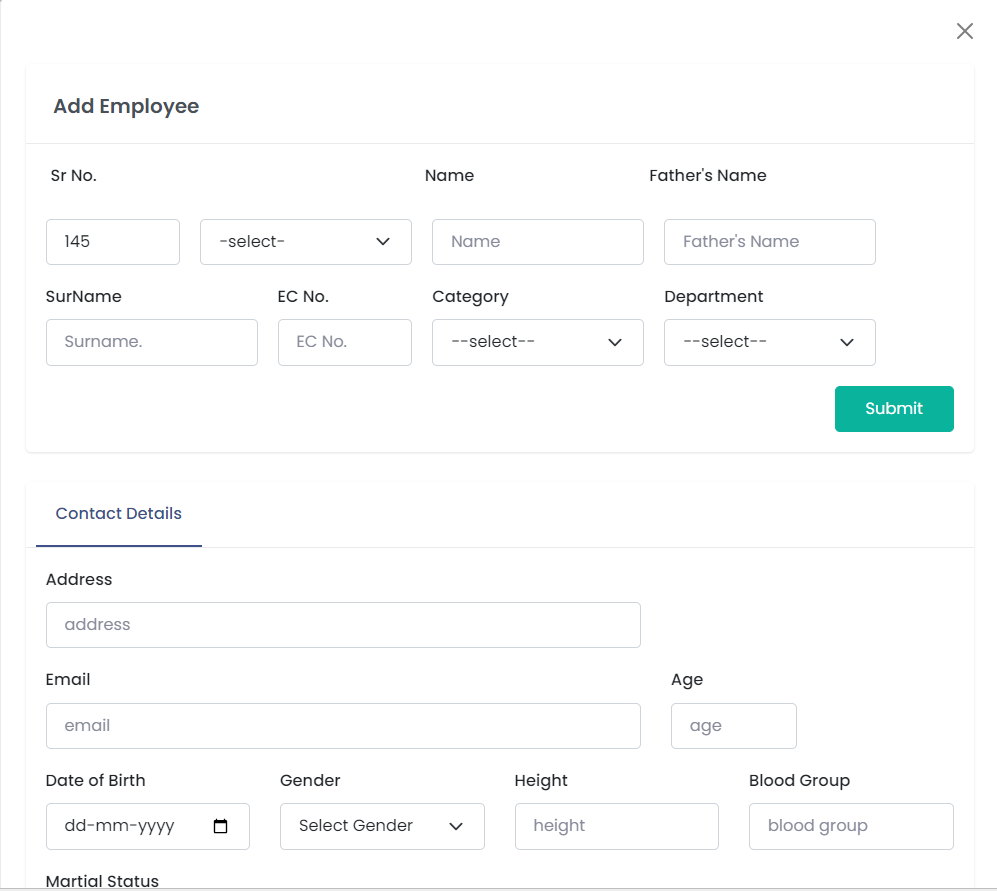 Add Employee
Sr No. Name Father's Name
145 -select- Name Father's Name
SurName EC No. Category Department
Surname. EC No. --select-- --select--
Submit
Contact Details
Address
address
Email Age
email age
Date of Birth Gender Height Blood Group
dd-mm-yyyy Select Gender height blood group
Martial Status